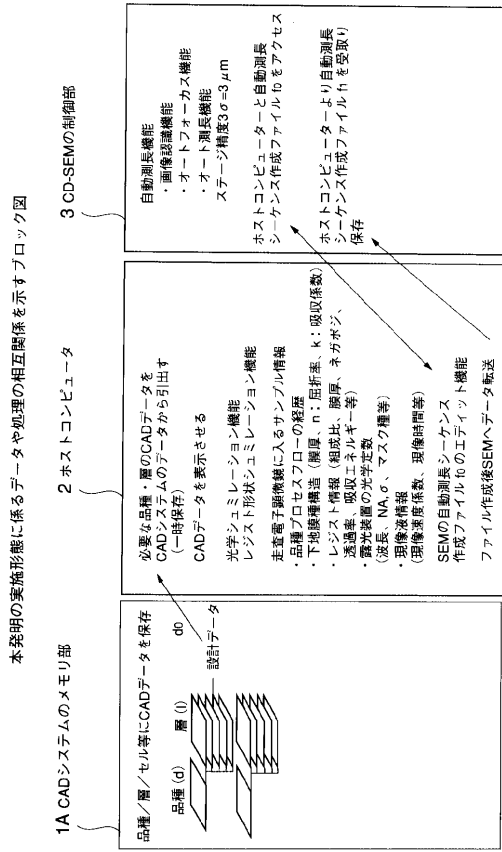 本発明の実施形態に係るデータや処理の相互関係を示すブロック図
1A CADシステムのメモリ部
品種／層／セル等にCADデータを保存
品種 (d)
層 (l)
d0
設計データ
2 ホストコンピュータ
必要な品種・層のCADデータを
CADシステムのデータから引出す
(一時保存)
CADデータを表示させる
光学シュミレーション機能
レジスト形状シュミレーション機能
走査電子顕微鏡に入るサンプル情報
・品種プロセスフローの経歴
・下地膜種構造 (膜厚、n：屈折率、k：吸収係数)
・レジスト情報 (組成比、膜厚、ネガポジ、
透過率、吸収エネルギー等)
・露光装置の光学定数
(波長、NA,σ、マスク種等)
・現像液情報
(現像速度係数、現像時間等)
SEMの自動測長シーケンス
作成ファイル f0のエディット機能
ファイル作成後SEMへデータ転送
3 CD-SEMの制御部
自動測長機能
・画像認識機能
・オートフォーカス機能
・オート測長機能
ステージ精度3σ=3μm
ホストコンピューターと自動測長
シーケンス作成ファイル f0をアクセス
ホストコンピューターより自動測長
シーケンス作成ファイル f1を受取り
保存